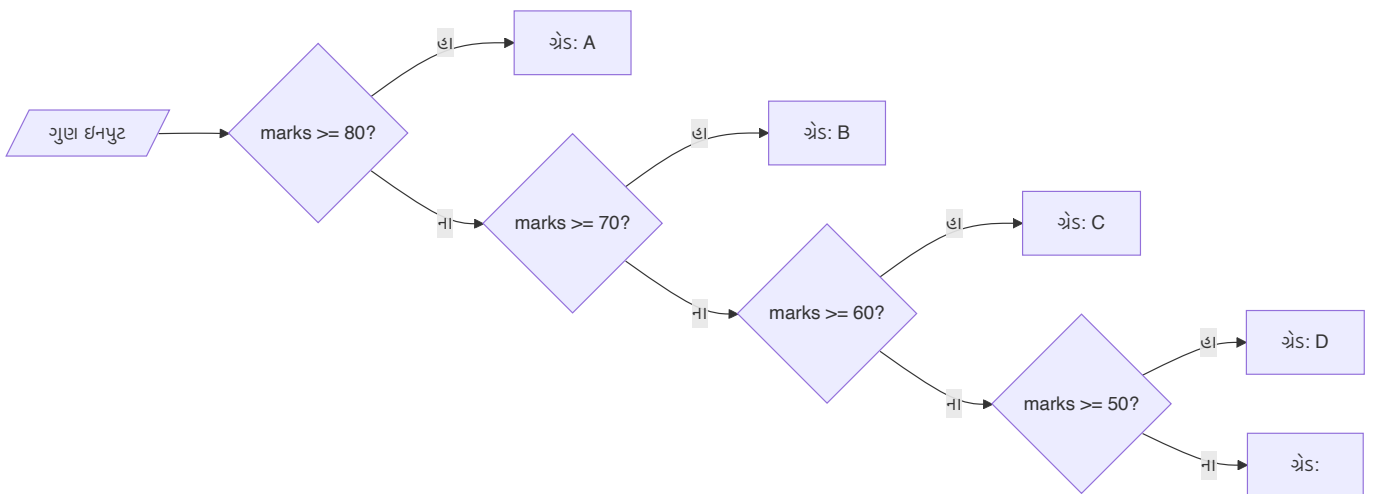 ગુણ ઇનપુટ
marks >= 80?
હા
ગ્રેડ: A
ના
marks >= 70?
હા
ગ્રેડ: B
ના
marks >= 60?
હા
ગ્રેડ: C
ના
marks >= 50?
હા
ગ્રેડ: D
ના
ગ્રેડ: